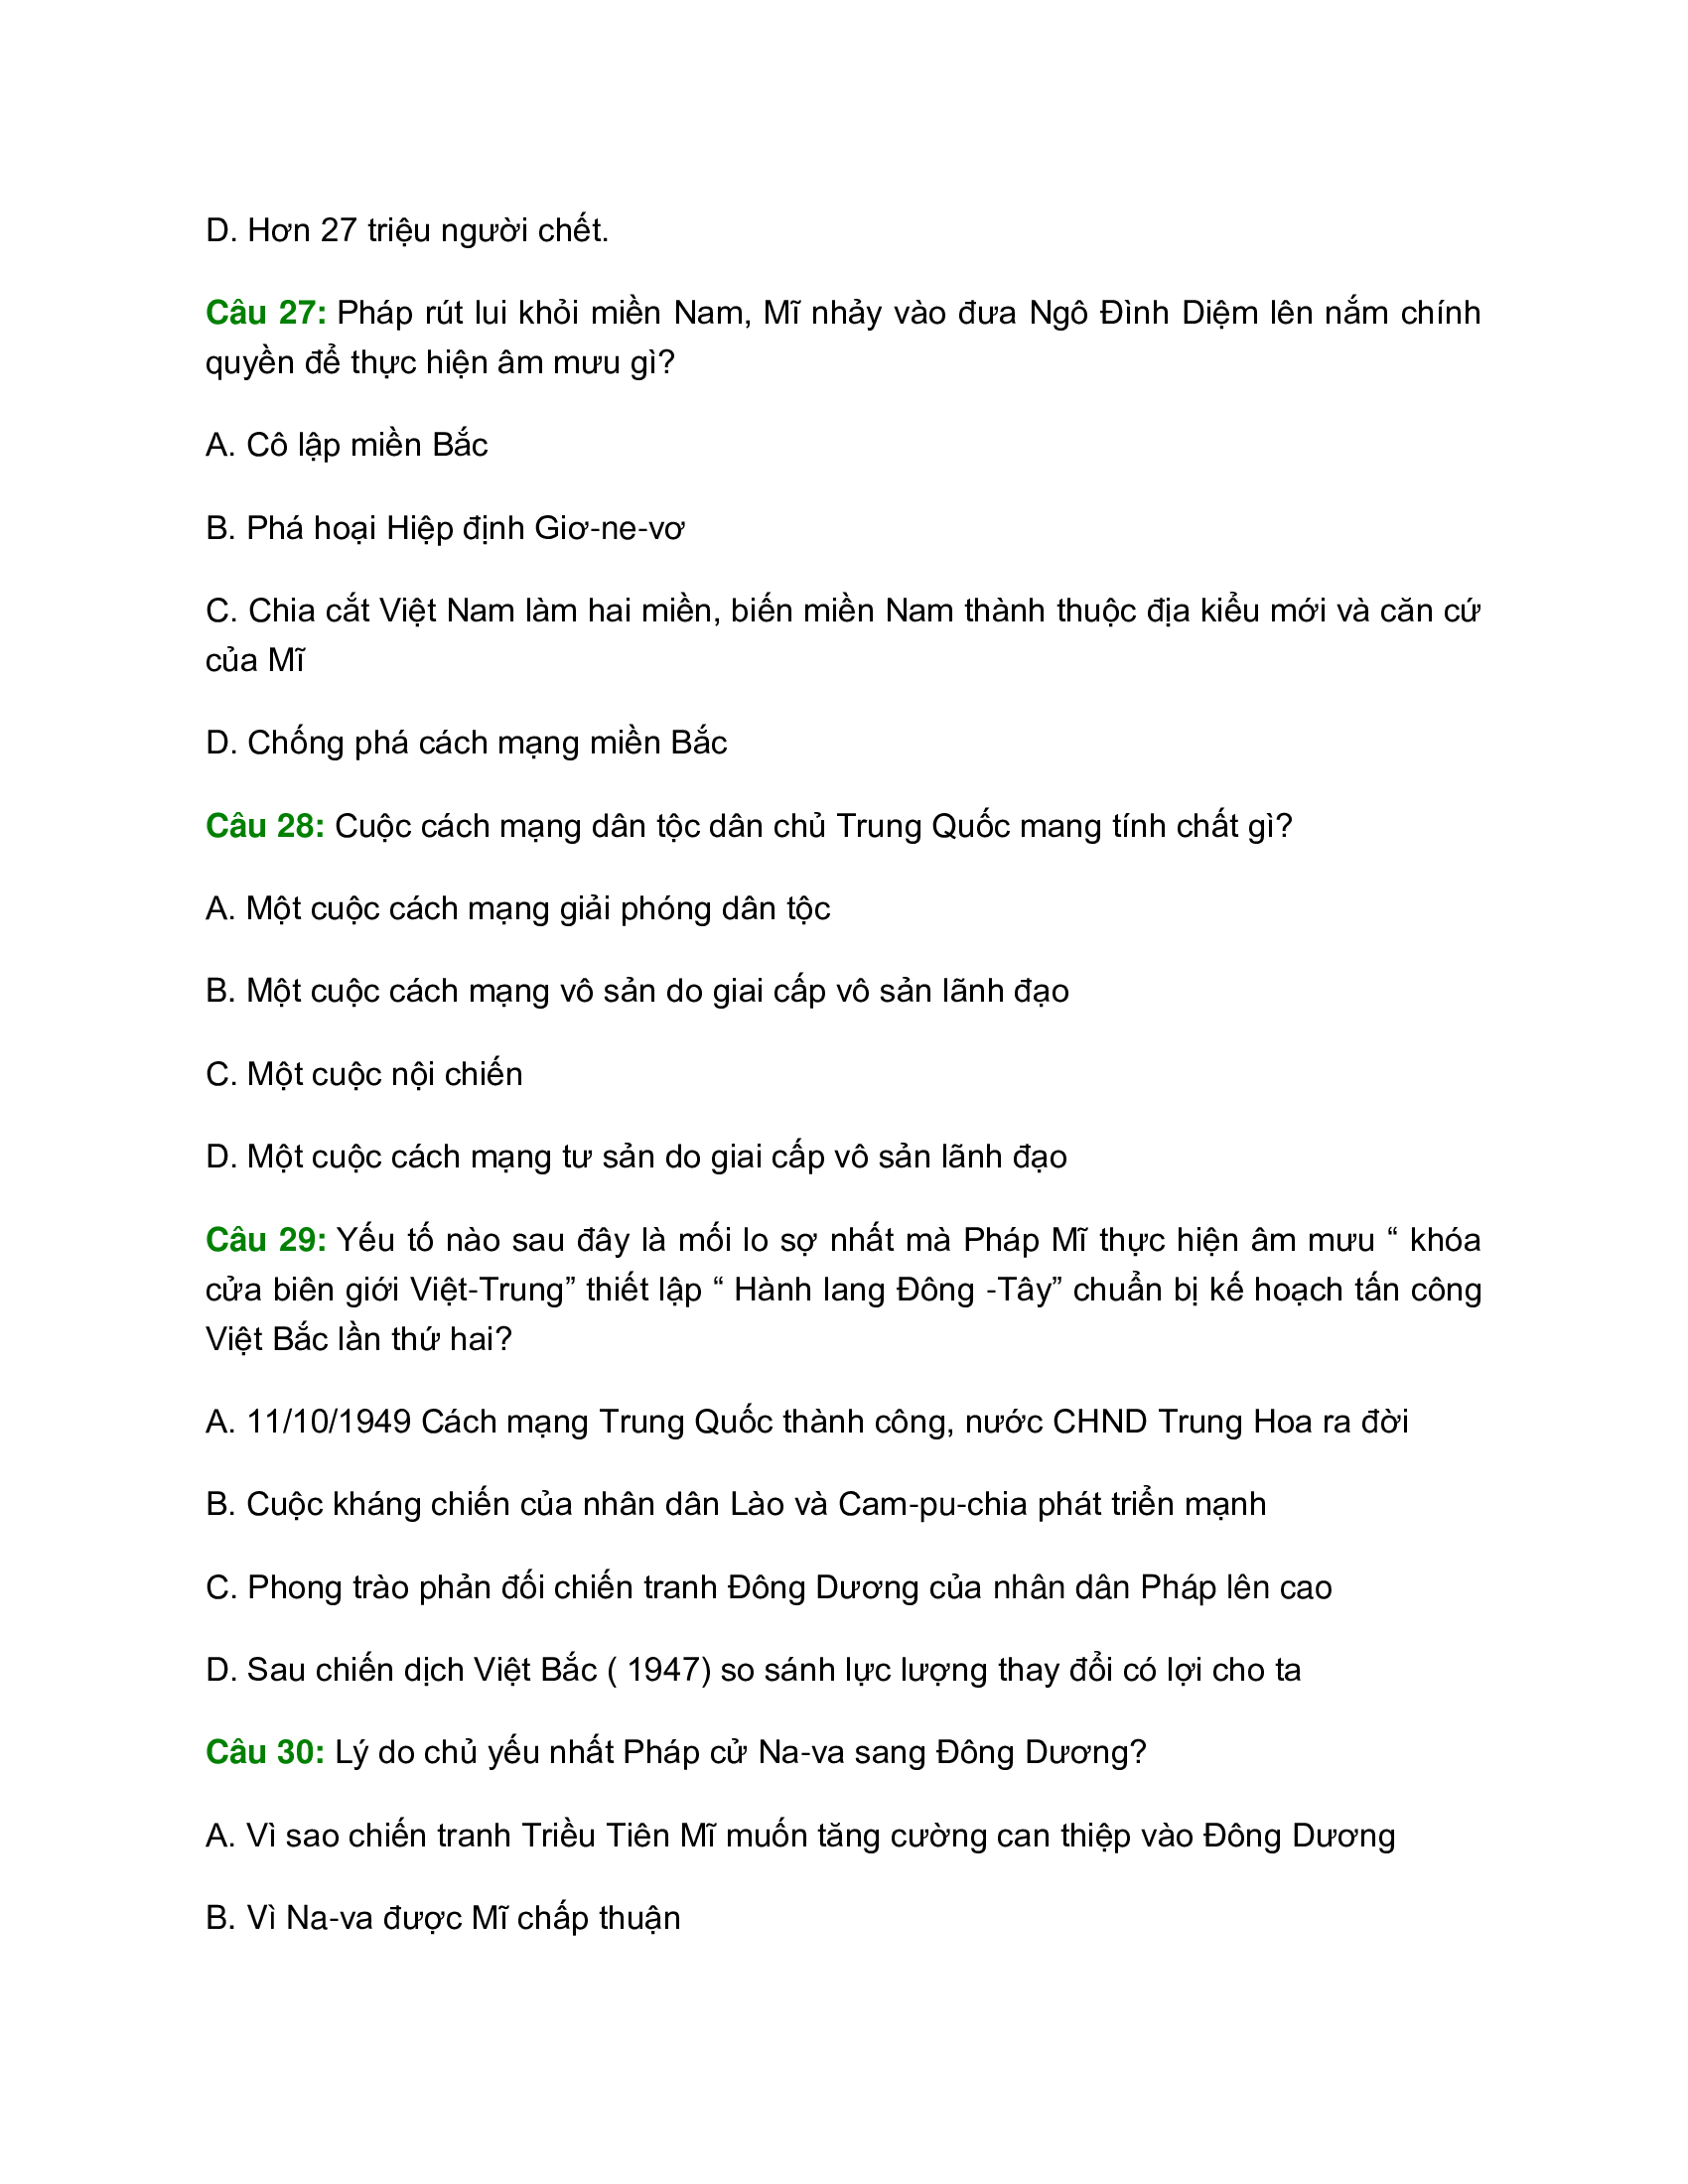 D. Hơn 27 triệu người chết.
Câu 27: Pháp rút lui khỏi miền Nam, Mĩ nhảy vào đưa Ngô Đình Diệm lên nắm chính
quyền để thực hiện âm mưu gì?
A. Cô lập miền Bắc
B. Phá hoại Hiệp định Giơ-ne-vơ
C. Chia cắt Việt Nam làm hai miền, biến miền Nam thành thuộc địa kiểu mới và căn cứ
của Mĩ
D. Chống phá cách mạng miền Bắc
Câu 28: Cuộc cách mạng dân tộc dân chủ Trung Quốc mang tính chất gì?
A. Một cuộc cách mạng giải phóng dân tộc
B. Một cuộc cách mạng vô sản do giai cấp vô sản lãnh đạo
C. Một cuộc nội chiến
D. Một cuộc cách mạng tư sản do giai cấp vô sản lãnh đạo
Câu 29: Yếu tố nào sau đây là mối lo sợ nhất mà Pháp Mĩ thực hiện âm mưu “ khóa
cửa biên giới Việt-Trung” thiết lập “ Hành lang Đông -Tây” chuẩn bị kế hoạch tấn công
Việt Bắc lần thứ hai?
A. 11/10/1949 Cách mạng Trung Quốc thành công, nước CHND Trung Hoa ra đời
B. Cuộc kháng chiến của nhân dân Lào và Cam-pu-chia phát triển mạnh
C. Phong trào phản đối chiến tranh Đông Dương của nhân dân Pháp lên cao
D. Sau chiến dịch Việt Bắc ( 1947) so sánh lực lượng thay đổi có lợi cho ta
Câu 30: Lý do chủ yếu nhất Pháp cử Na-va sang Đông Dương?
A. Vì sao chiến tranh Triều Tiên Mĩ muốn tăng cường can thiệp vào Đông Dương
B. Vì Na-va được Mĩ chấp thuận